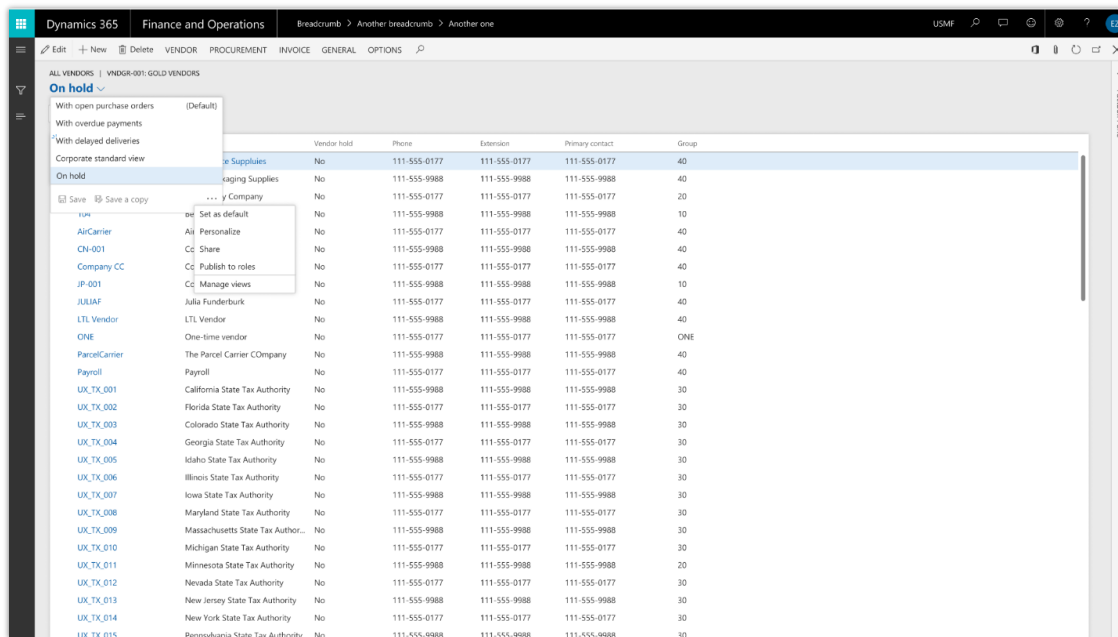 Dynamics 365 Finance and Operations Breadcrumb > Another breadcrumb > Another one USMF ? EZ
Edit + New Delete VENDOR PROCUREMENT INVOICE GENERAL OPTIONS
ALL VENDORS | VNDGR-001: GOLD VENDORS
On hold
With open purchase orders (Default)
With overdue payments
With delayed deliveries
Corporate standard view
On hold
Save Save a copy ...
Set as default
Personalize
Share
Publish to roles
Manage views
Vendor hold Phone Extension Primary contact Group
Suppluies No 111-555-0177 111-555-0177 111-555-0177 40
Supplies No 111-555-9988 111-555-9988 111-555-9988 40
y Company No 111-555-0177 111-555-0177 111-555-0177 20
104 Be No 111-555-9988 111-555-9988 111-555-9988 10
AirCarrier Air No 111-555-0177 111-555-0177 111-555-0177 40
CN-001 Co No 111-555-9988 111-555-9988 111-555-9988 40
Company CC Co No 111-555-0177 111-555-0177 111-555-0177 40
JP-001 Co No 111-555-9988 111-555-9988 111-555-9988 10
JULIAF Julia Funderburk No 111-555-0177 111-555-0177 111-555-0177 40
LTL Vendor LTL Vendor No 111-555-9988 111-555-9988 111-555-9988 40
ONE One-time vendor No 111-555-0177 111-555-0177 111-555-0177 ONE
ParcelCarrier The Parcel Carrier COmpany No 111-555-9988 111-555-9988 111-555-9988 40
Payroll Payroll No 111-555-0177 111-555-0177 111-555-0177 40
UX_TX_001 California State Tax Authority No 111-555-9988 111-555-9988 111-555-9988 30
UX_TX_002 Florida State Tax Authority No 111-555-0177 111-555-0177 111-555-0177 30
UX_TX_003 Colorado State Tax Authority No 111-555-9988 111-555-9988 111-555-9988 30
UX_TX_004 Georgia State Tax Authority No 111-555-0177 111-555-0177 111-555-0177 30
UX_TX_005 Idaho State Tax Authority No 111-555-9988 111-555-9988 111-555-9988 30
UX_TX_006 Illinois State Tax Authority No 111-555-0177 111-555-0177 111-555-0177 30
UX_TX_007 Iowa State Tax Authority No 111-555-9988 111-555-9988 111-555-9988 30
UX_TX_008 Maryland State Tax Authority No 111-555-0177 111-555-0177 111-555-0177 30
UX_TX_009 Massachusetts State Tax Author... No 111-555-9988 111-555-9988 111-555-9988 30
UX_TX_010 Michigan State Tax Authority No 111-555-0177 111-555-0177 111-555-0177 30
UX_TX_011 Minnesota State Tax Authority No 111-555-9988 111-555-9988 111-555-9988 20
UX_TX_012 Nevada State Tax Authority No 111-555-0177 111-555-0177 111-555-0177 30
UX_TX_013 New Jersey State Tax Authority No 111-555-9988 111-555-9988 111-555-9988 30
UX_TX_014 New York State Tax Authority No 111-555-0177 111-555-0177 111-555-0177 30
UX_TX_015 Pennsylvania State Tax Authority No 111-555-9988 111-555-9988 111-555-9988 30